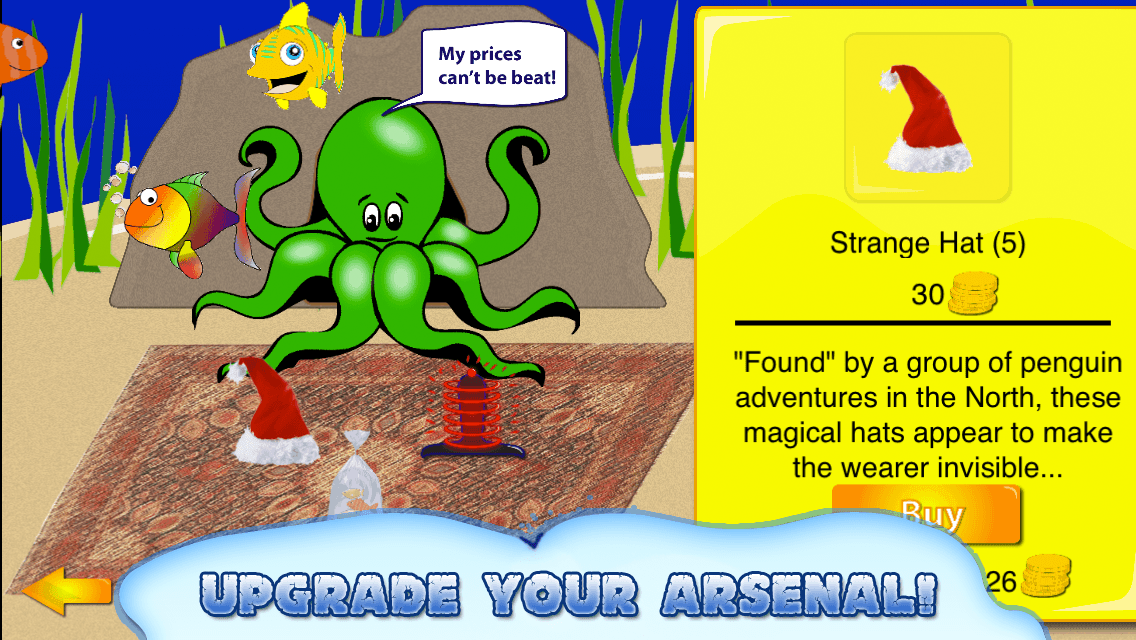 My prices
can't be beat!
Strange Hat (5)
30
"Found" by a group of penguin
adventures in the North, these
magical hats appear to make
the wearer invisible...
Buy
26
UPGRADE YOUR ARSENAL!